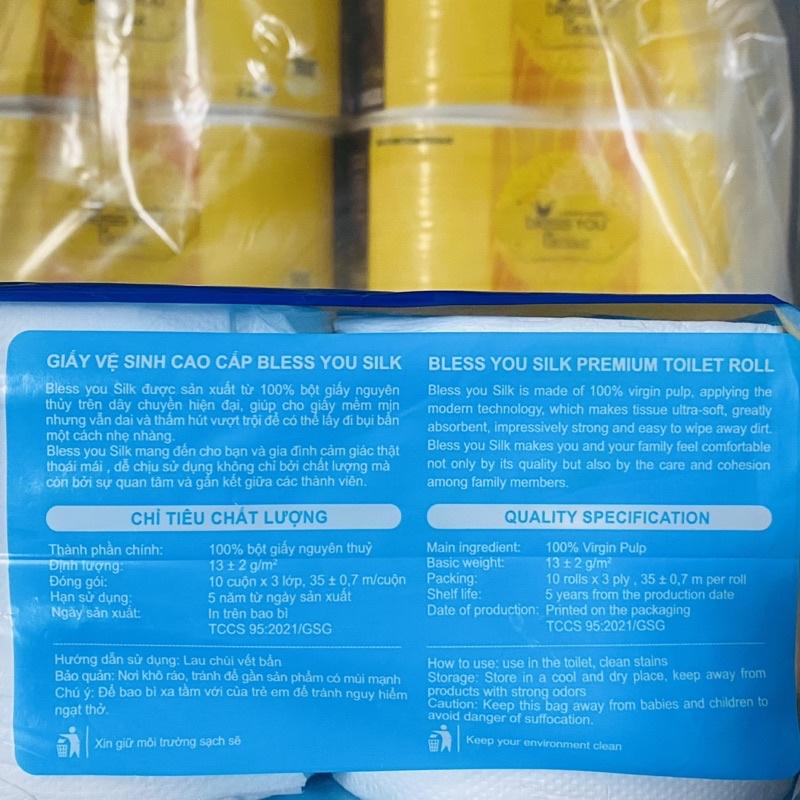 BLESS YOU
GIẤY VỆ SINH CAO CẤP BLESS YOU SILK
Bless you Silk được sản xuất từ 100% bột giấy nguyên
thủy trên dây chuyền hiện đại, giúp cho giấy mềm mịn
nhưng vẫn dai và thấm hút vượt trội để có thể lấy đi bụi bẩn
một cách nhẹ nhàng.
Bless you Silk mang đến cho bạn và gia đình cảm giác thật
thoải mái , dễ chịu sử dụng không chỉ bởi chất lượng mà
còn bởi sự quan tâm và gắn kết giữa các thành viên.
CHỈ TIÊU CHẤT LƯỢNG
Thành phần chính: 100% bột giấy nguyên thuỷ
Định lượng: 13 ± 2 g/m²
Đóng gói: 10 cuộn x 3 lớp, 35 ± 0,7 m/cuộn
Hạn sử dụng: 5 năm từ ngày sản xuất
Ngày sản xuất: In trên bao bì
TCCS 95:2021/GSG
Hướng dẫn sử dụng: Lau chùi vết bẩn
Bảo quản: Nơi khô ráo, tránh để gần sản phẩm có mùi mạnh
Chú ý: Để bao bì xa tầm với của trẻ em để tránh nguy hiểm
ngạt thở.
Xin giữ môi trường sạch sẽ
BLESS YOU SILK PREMIUM TOILET ROLL
Bless you Silk is made of 100% virgin pulp, applying the
modern technology, which makes tissue ultra-soft, greatly
absorbent, impressively strong and easy to wipe away dirt.
Bless you Silk makes you and your family feel comfortable
not only by its quality but also by the care and cohesion
among family members.
QUALITY SPECIFICATION
Main ingredient: 100% Virgin Pulp
Basic weight: 13 ± 2 g/m²
Packing: 10 rolls x 3 ply , 35 ± 0,7 m per roll
Shelf life: 5 years from the production date
Date of production: Printed on the packaging
TCCS 95:2021/GSG
How to use: use in the toilet, clean stains
Storage: Store in a cool and dry place, keep away from
products with strong odors
Caution: Keep this bag away from babies and children to
avoid danger of suffocation.
Keep your environment clean